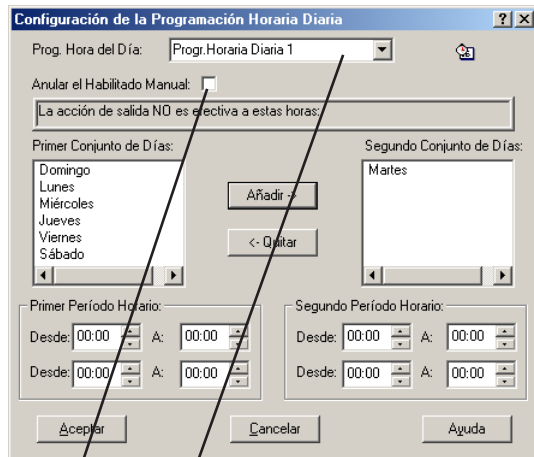 Configuración de la Programación Horaria Diaria
Prog. Hora del Día: Progr.Horaria Diaria 1
Anular el Habilitado Manual:
La acción de salida NO es efectiva a estas horas:
Primer Conjunto de Días: Segundo Conjunto de Días:
Domingo
Lunes
Miércoles
Jueves
Viernes
Sábado
Martes
Añadir ->
<- Quitar
Primer Período Horario: Segundo Período Horario:
Desde: 00:00 A: 00:00 Desde: 00:00 A: 00:00
Desde: 00:00 A: 00:00 Desde: 00:00 A: 00:00
Aceptar Cancelar Ayuda